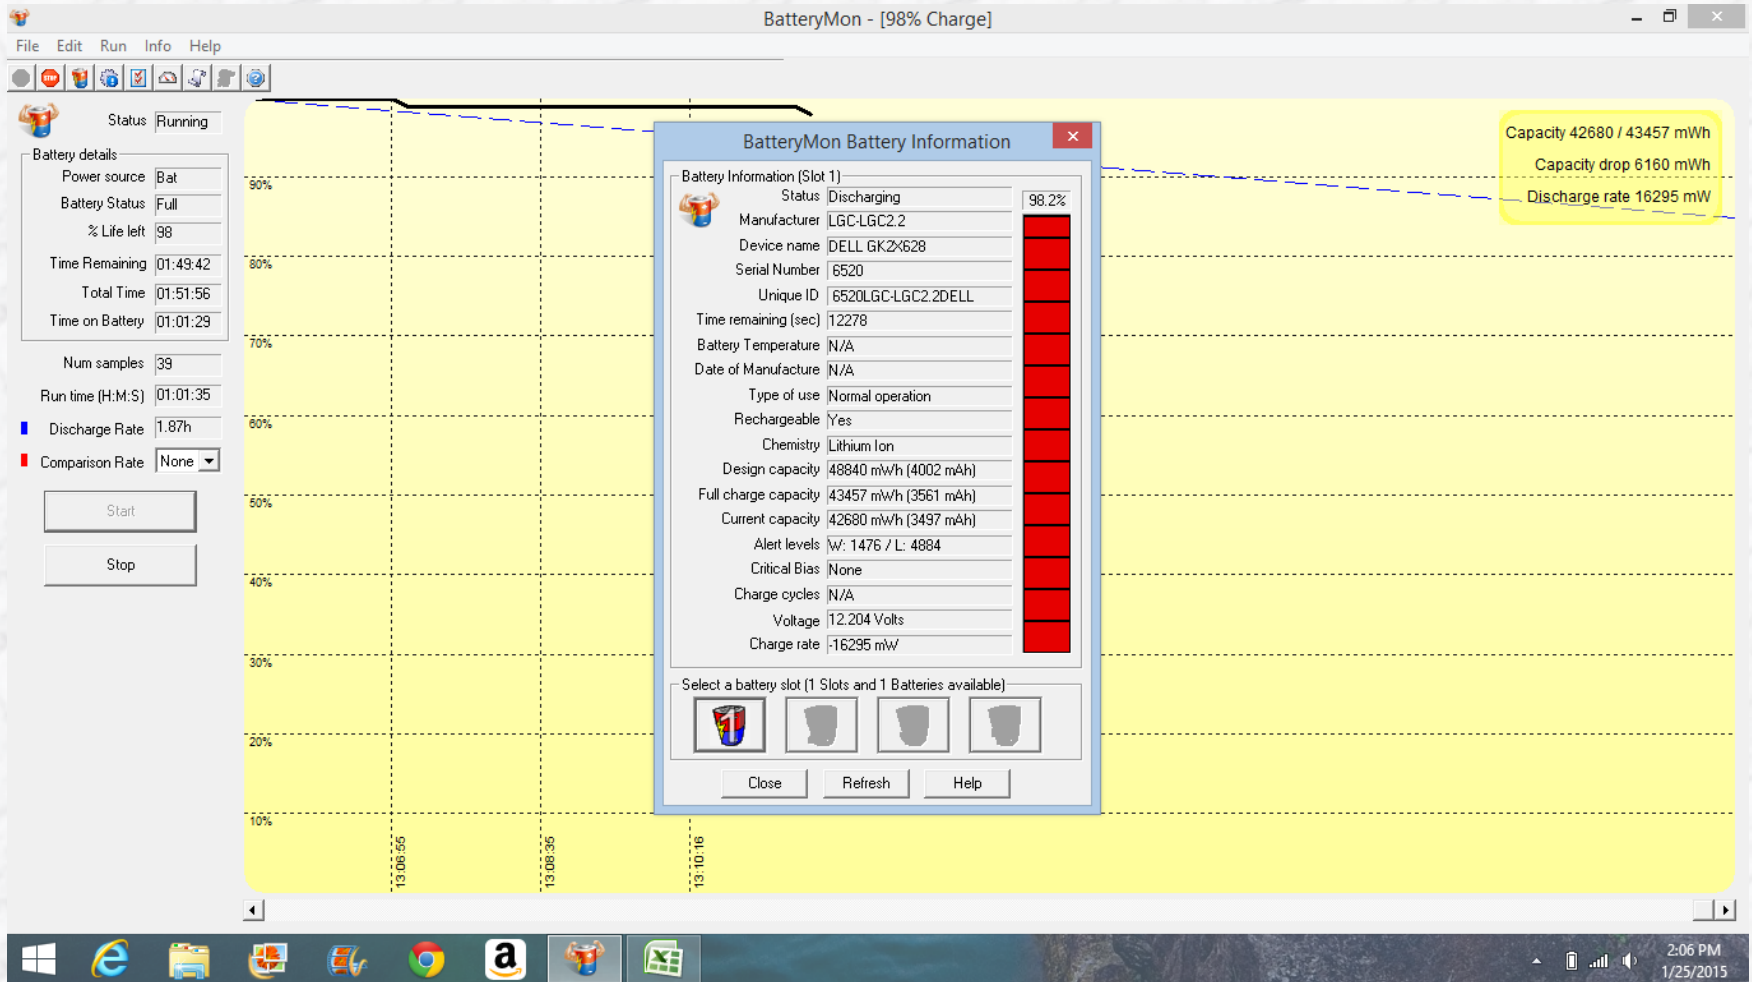 BatteryMon - [98% Charge]
File Edit Run Info Help
STOP
Status Running
Battery details
Power source Bat
Battery Status Full
% Life left 98
Time Remaining 01:49:42
Total Time 01:51:56
Time on Battery 01:01:29
Num samples 39
Run time (H:M:S) 01:01:35
Discharge Rate 1.87h
Comparison Rate None
Start
Stop
90%
80%
70%
60%
50%
40%
30%
20%
10%
13:06:55
13:08:35
13:10:16
Capacity 42680 / 43457 mWh
Capacity drop 6160 mWh
Discharge rate 16295 mW
BatteryMon Battery Information
Battery Information (Slot 1)
Status Discharging
98.2%
Manufacturer LGC-LGC2.2
Device name DELL GK2X628
Serial Number 6520
Unique ID 6520LGC-LGC2.2DELL
Time remaining (sec) 12278
Battery Temperature N/A
Date of Manufacture N/A
Type of use Normal operation
Rechargeable Yes
Chemistry Lithium Ion
Design capacity 48840 mWh (4002 mAh)
Full charge capacity 43457 mWh (3561 mAh)
Current capacity 42680 mWh (3497 mAh)
Alert levels W: 1476 / L: 4884
Critical Bias None
Charge cycles N/A
Voltage 12.204 Volts
Charge rate -16295 mW
Select a battery slot (1 Slots and 1 Batteries available)
1
Close Refresh Help
a
2:06 PM
1/25/2015